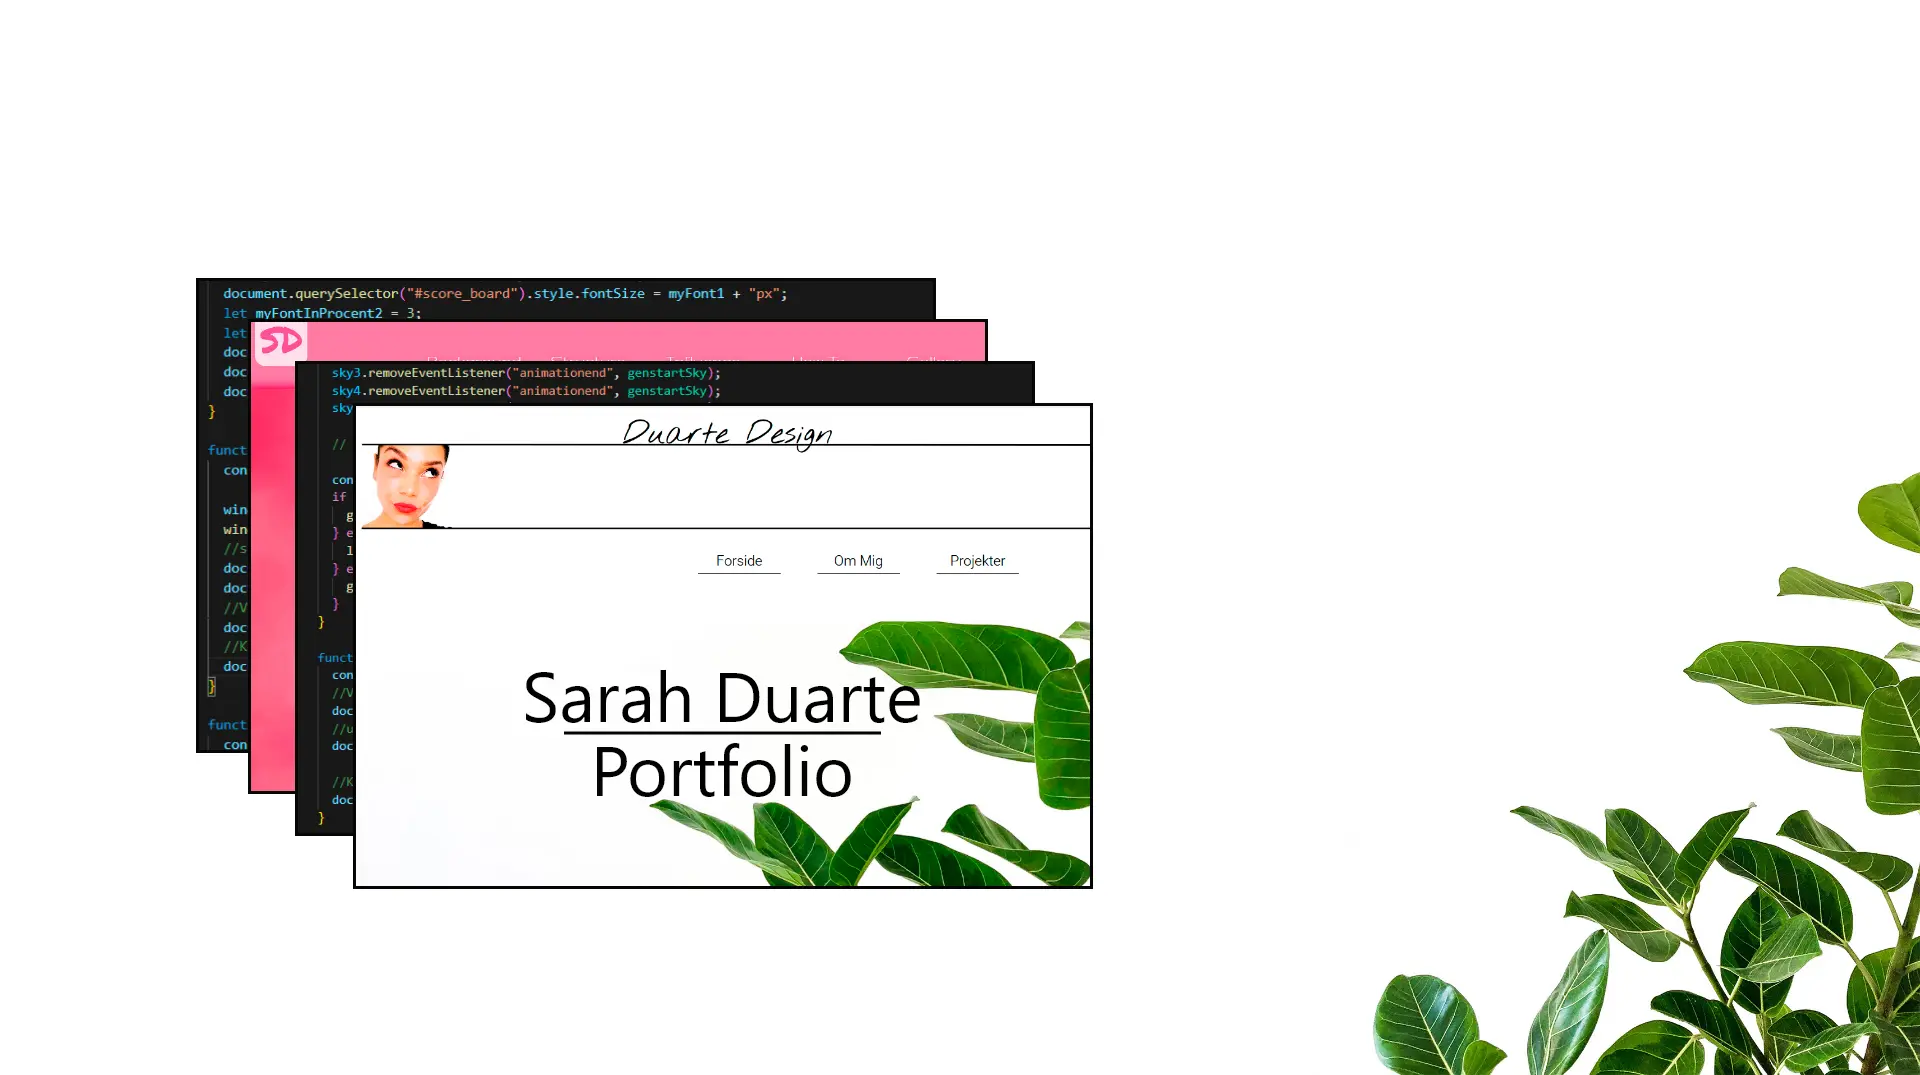 document.querySelector("#score_board").style.fontSize = myFont1 + "px";
let myFontInProcent2 = 3;
let
doc
doc
doc
}
funct
con
win
win
//s
doc
doc
//V
doc
//K
doc
}
funct
con
SD
sky3.removeEventListener("animationend", genstartSky);
sky4.removeEventListener("animationend", genstartSky);
sky
//
con
if
g
} e
l
} e
g
}
}
funct
con
//V
doc
//u
doc
//K
doc
}
Duarte Design
Forside Om Mig Projekter
Sarah Duarte
Portfolio